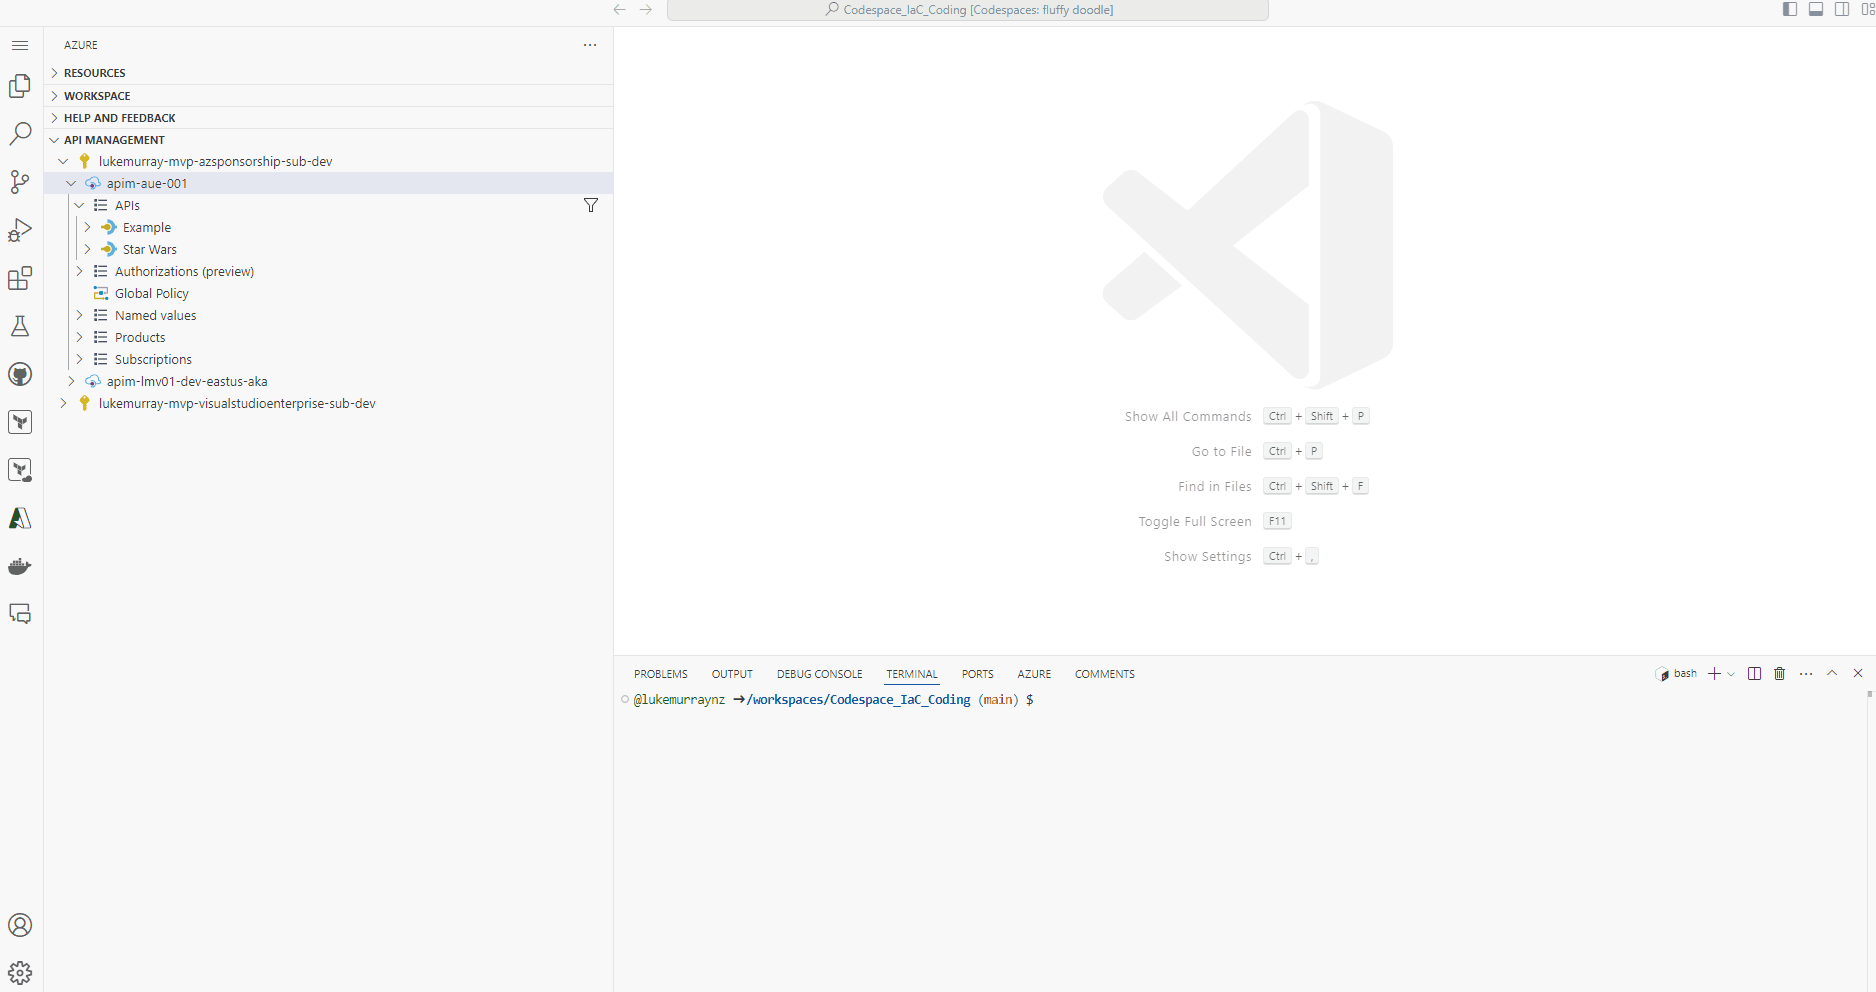 Codespace_IaC_Coding [Codespaces: fluffy doodle]
AZURE
RESOURCES
WORKSPACE
HELP AND FEEDBACK
API MANAGEMENT
lukemurray-mvp-azsponsorship-sub-dev
apim-aue-001
APIs
Example
Star Wars
Authorizations (preview)
Global Policy
Named values
Products
Subscriptions
apim-lmv01-dev-eastus-aka
lukemurray-mvp-visualstudioenterprise-sub-dev
Show All Commands Ctrl + Shift + P
Go to File Ctrl + P
Find in Files Ctrl + Shift + F
Toggle Full Screen F11
Show Settings Ctrl + ,
PROBLEMS OUTPUT DEBUG CONSOLE TERMINAL PORTS AZURE COMMENTS bash
@lukemurraynz ➜/workspaces/Codespace_IaC_Coding (main) $